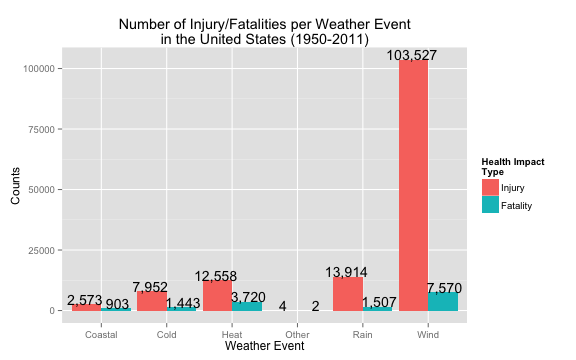 Number of Injury/Fatalities per Weather Event
in the United States (1950-2011)
103,527
100000
75000
50000
25000
0
Counts
2,573
903
7,952
1,443
12,558
3,720
4
2
13,914
1,507
7,570
Coastal
Cold
Heat
Other
Rain
Wind
Weather Event
Health Impact
Type
Injury
Fatality